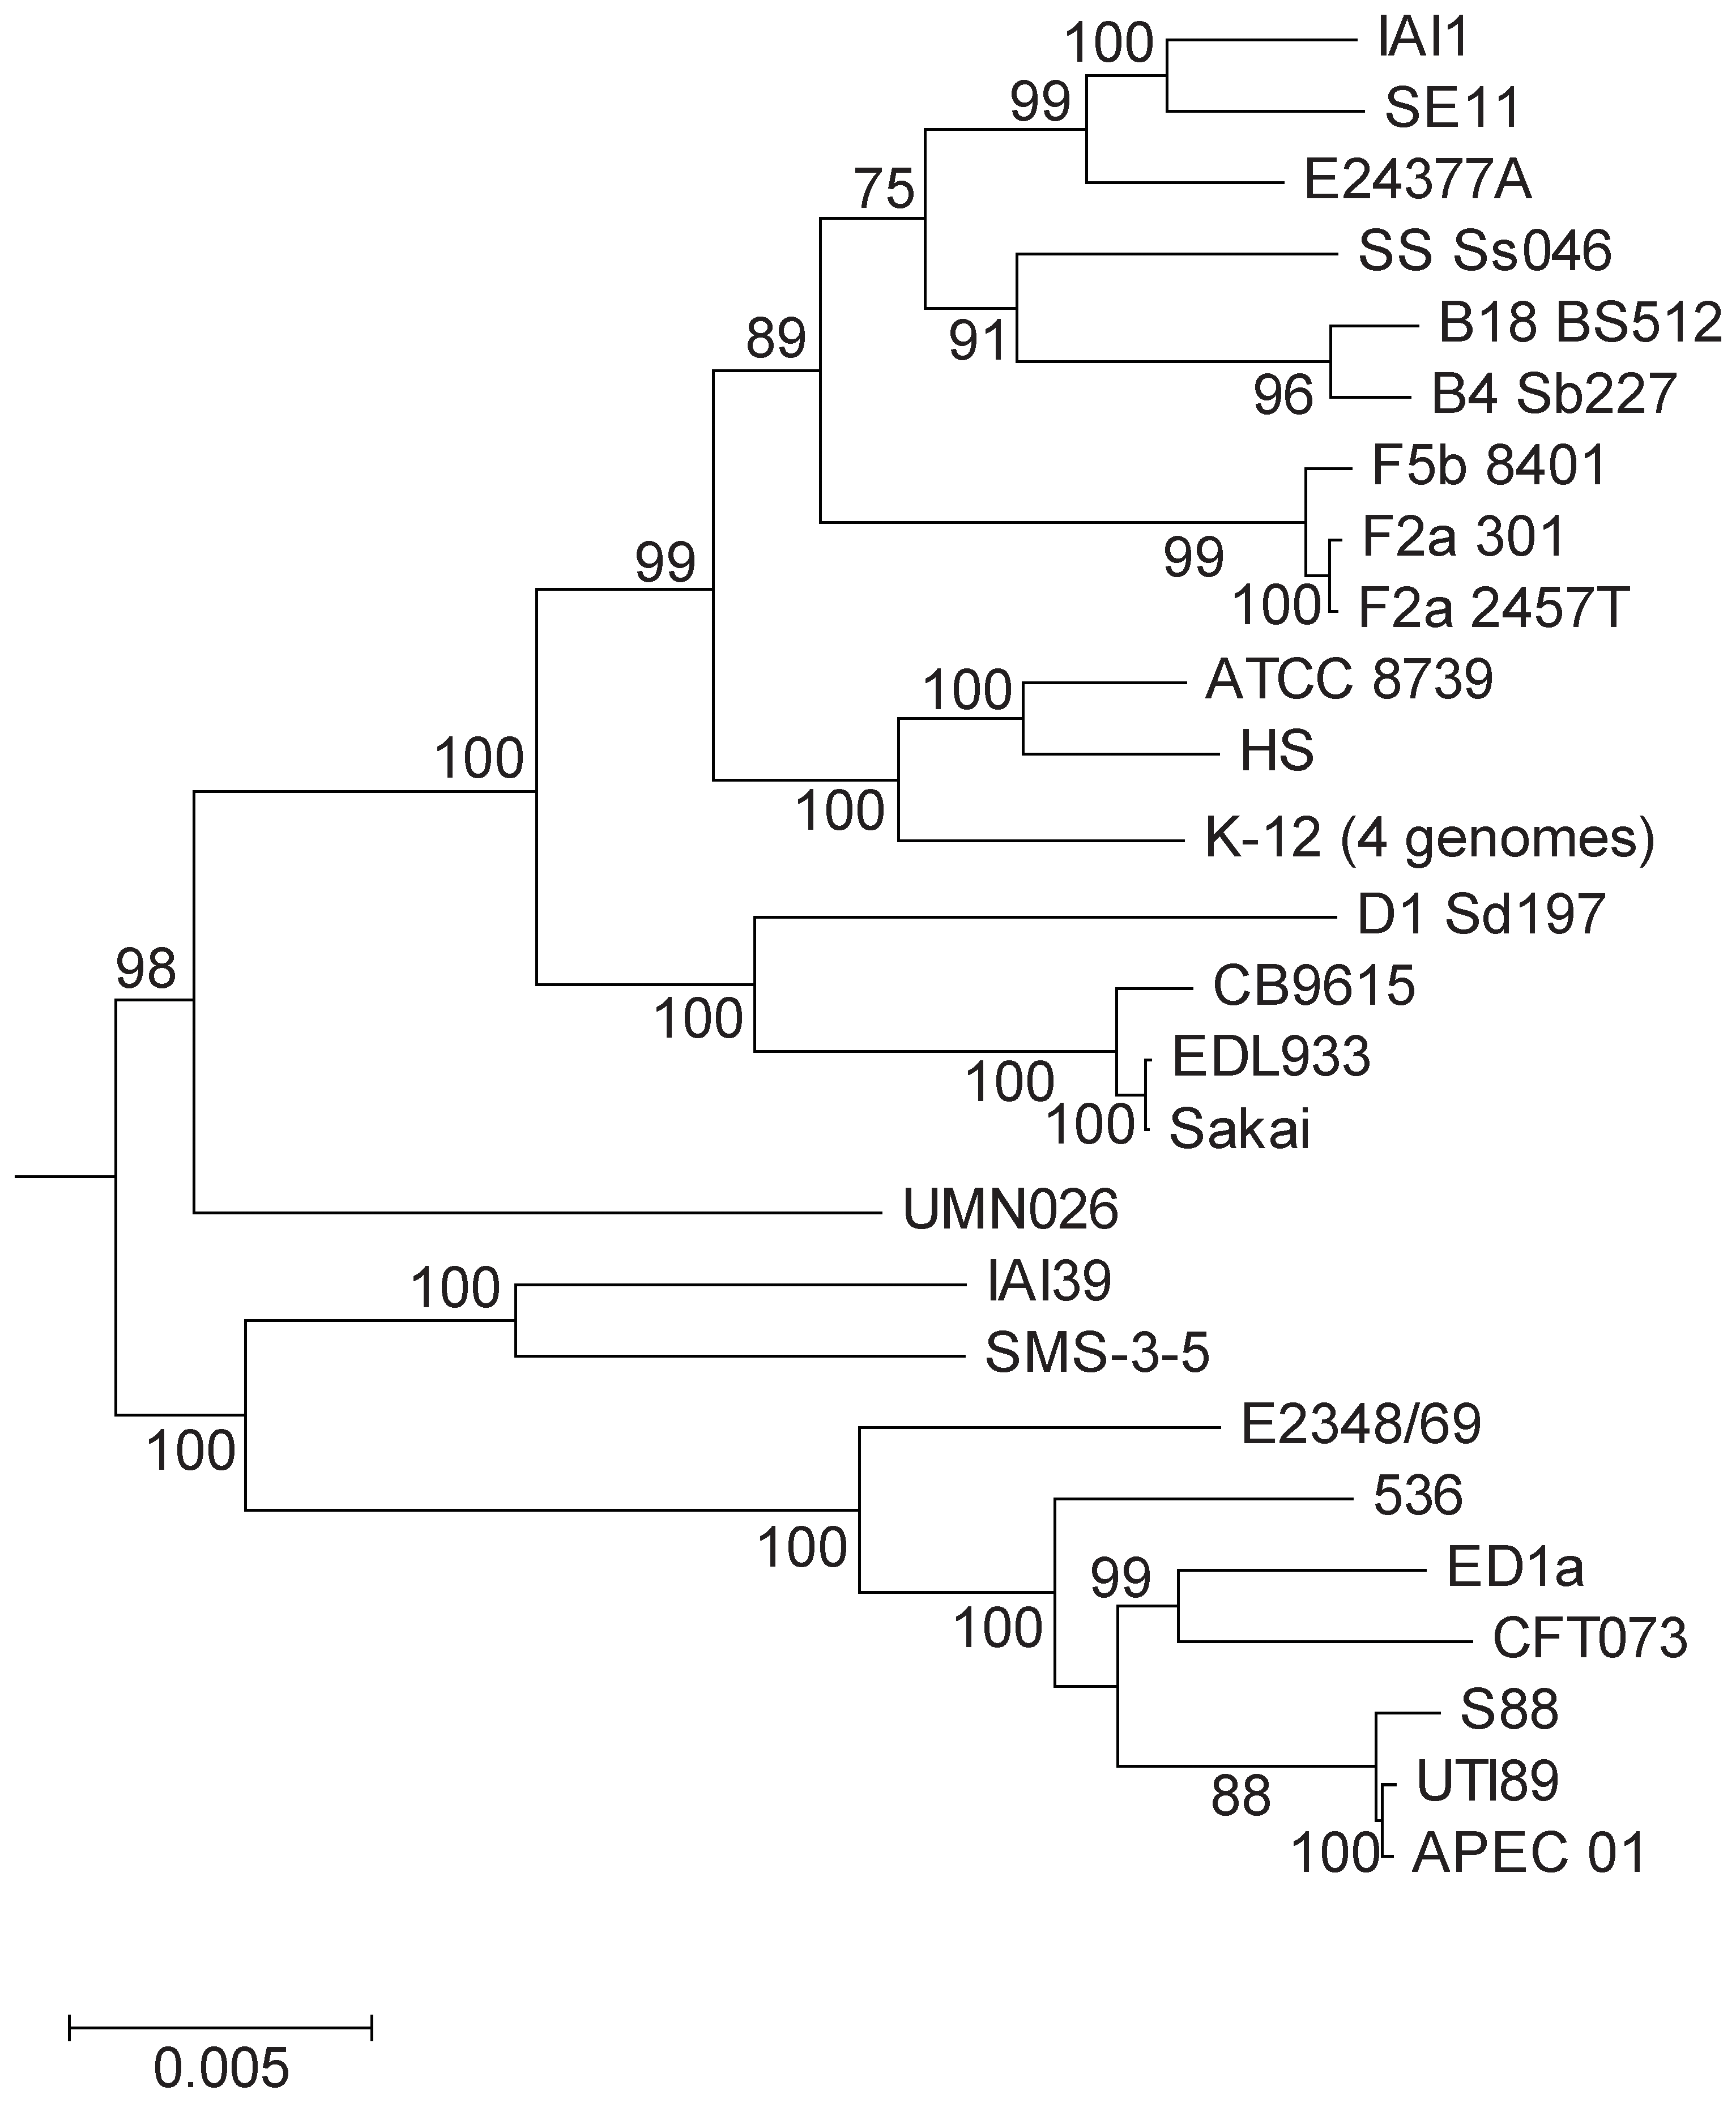 100
IAI1
99
SE11
75
E24377A
SS Ss046
89
91
B18 BS512
96
B4 Sb227
F5b 8401
99
F2a 301
99
100
F2a 2457T
100
ATCC 8739
100
HS
100
K-12 (4 genomes)
D1 Sd197
98
100
CB9615
100
EDL933
100
Sakai
UMN026
100
IAI39
SMS-3-5
100
E2348/69
100
536
99
ED1a
100
CFT073
S88
88
UTI89
100
APEC 01
0.005